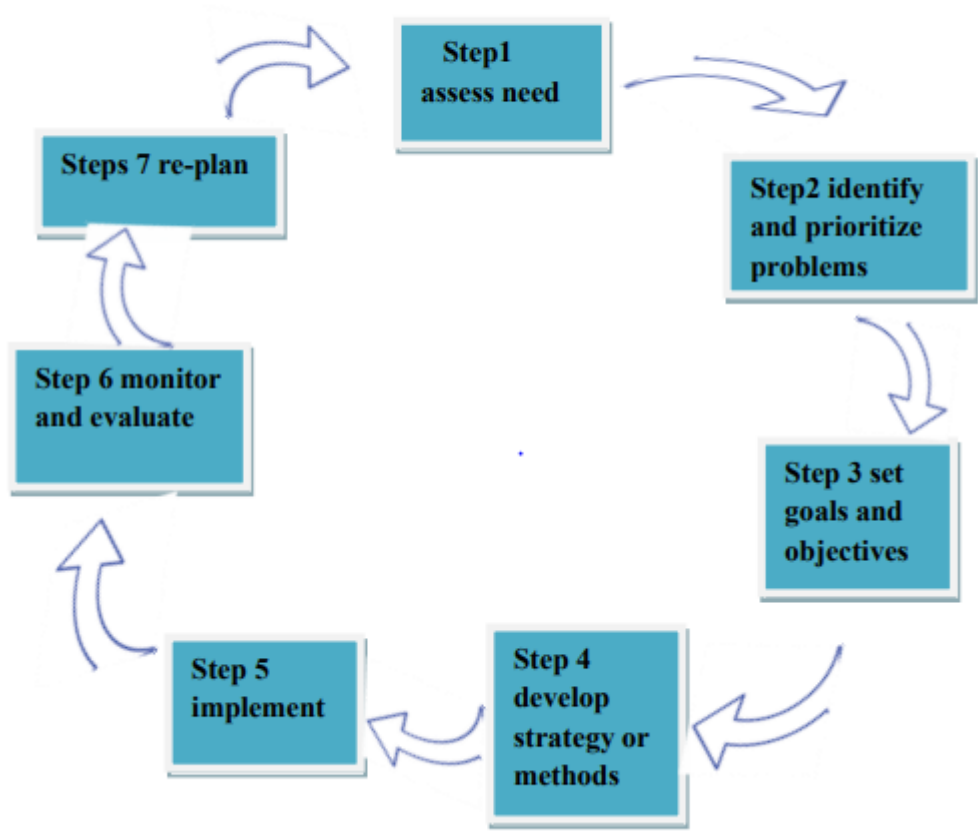 Step1
assess need
Step2 identify
and prioritize
problems
Step 3 set
goals and
objectives
Step 4
develop
strategy or
methods
Step 5
implement
Step 6 monitor
and evaluate
Steps 7 re-plan